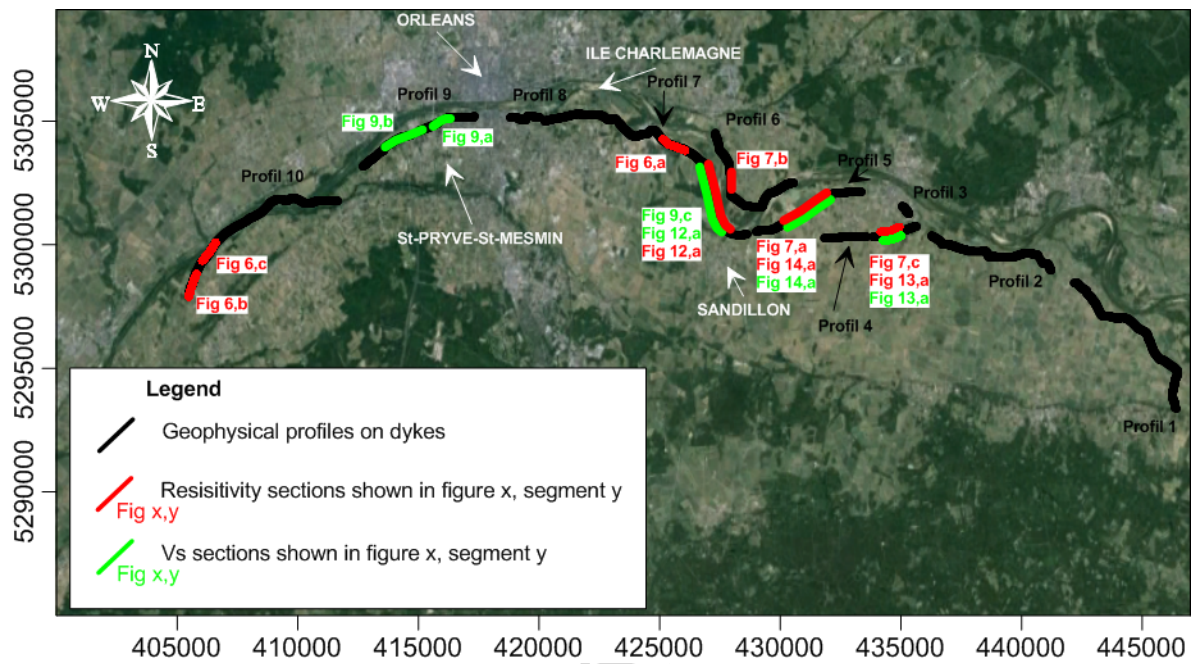 ORLEANS
ILE CHARLEMAGNE
N
W E
S
Profil 9
Profil 8
Profil 7
Profil 6
Fig 9,b
Fig 9,a
Fig 6,a
Fig 7,b
Profil 5
Profil 10
Profil 3
St-PRYVE-St-MESMIN
Fig 9,c
Fig 12,a
Fig 12,a
Fig 7,a
Fig 14,a
Fig 14,a
Fig 7,c
Fig 13,a
Fig 13,a
Fig 6,c
Fig 6,b
SANDILLON
Profil 4
Profil 2
Profil 1
Legend
Geophysical profiles on dykes
Resisitivity sections shown in figure x, segment y
Fig x,y
Vs sections shown in figure x, segment y
Fig x,y
5305000
5300000
5295000
5290000
405000 410000 415000 420000 425000 430000 435000 440000 445000